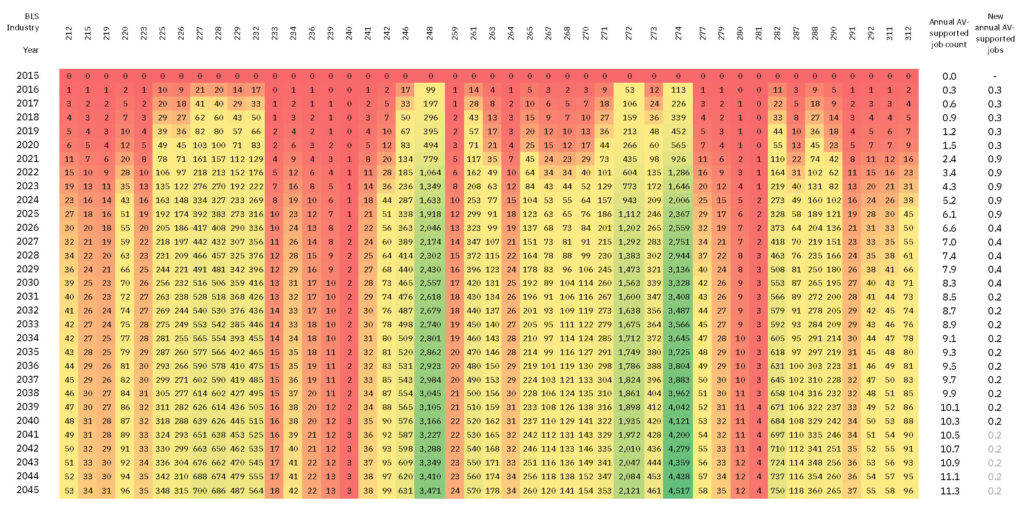 BLS
Industry 212 215 219 220 223 225 226 227 228 229 232 233 234 236 239 240 241 242 246 248 259 261 263 264 265 267 268 270 271 272 273 274 277 279 280 281 282 287 288 290 291 292 311 312 Annual AV-supported job count New annual AV-supported jobs
Year
2015 0 0 0 0 0 0 0 0 0 0 0 0 0 0 0 0 0 0 0 0 0 0 0 0 0 0 0 0 0 0 0 0 0 0 0 0 0 0 0 0 0 0 0 0 0.0 -
2016 1 1 1 2 1 10 9 21 20 14 17 0 1 1 0 0 1 2 17 99 1 14 4 1 5 3 2 3 9 53 12 113 1 1 0 0 11 3 9 5 1 1 1 2 0.3 0.3
2017 3 2 2 5 2 20 18 41 40 29 33 1 2 1 1 0 2 5 33 197 1 28 8 2 10 6 5 7 18 106 24 226 3 2 1 0 22 5 18 9 2 3 3 4 0.6 0.3
2018 4 3 2 7 3 29 27 62 60 43 50 1 3 2 1 0 2 7 50 296 2 43 13 3 15 9 7 10 27 159 36 339 4 2 1 0 33 8 27 14 3 4 4 5 0.9 0.3
2019 5 4 3 10 4 39 36 82 80 57 66 2 4 2 1 0 3 10 67 395 2 57 17 3 20 12 10 13 36 213 48 452 5 3 1 0 44 10 36 18 4 5 6 7 1.2 0.3
2020 6 5 4 12 5 49 45 103 100 71 83 2 6 3 2 1 5 12 83 494 3 71 21 4 25 15 12 17 44 266 60 565 7 4 1 0 55 13 45 23 5 7 7 9 1.5 0.3
2021 11 7 6 20 8 78 71 161 157 112 129 4 9 4 3 1 8 20 134 779 5 117 35 7 45 24 23 29 73 435 98 926 11 6 2 1 110 22 74 42 8 11 12 16 2.4 0.9
2022 15 10 9 28 10 106 97 218 213 152 176 5 12 6 4 1 11 28 185 1,064 6 162 49 10 64 34 34 40 101 604 135 1,286 16 9 3 1 164 31 102 62 11 15 16 23 3.4 0.9
2023 19 13 11 35 13 135 122 276 270 192 222 7 16 8 5 1 14 36 236 1,349 8 208 63 12 84 43 44 52 129 773 172 1,646 20 12 4 1 219 40 131 82 13 20 21 31 4.3 0.9
2024 23 16 14 43 16 163 148 334 327 233 269 8 19 10 6 1 18 44 287 1,633 10 253 77 15 104 53 55 64 157 943 209 2,006 25 15 5 2 273 49 160 102 16 24 26 38 5.2 0.9
2025 27 18 16 51 19 192 174 392 383 273 316 10 23 12 7 1 21 51 338 1,918 12 299 91 18 123 63 65 76 186 1,112 246 2,367 29 17 6 2 328 58 189 121 19 28 30 45 6.1 0.9
2026 30 20 18 55 20 205 186 417 408 290 336 10 24 13 8 2 22 56 363 2,046 13 323 99 19 137 68 73 84 201 1,202 265 2,559 32 19 6 2 373 64 204 136 21 31 33 50 6.6 0.4
2027 32 21 19 59 22 218 197 442 432 307 356 11 26 14 8 2 24 60 389 2,174 14 347 107 21 151 73 81 91 215 1,292 283 2,751 34 21 7 2 418 70 219 151 23 33 35 55 7.0 0.4
2028 34 22 20 63 23 231 209 466 457 325 376 12 28 15 9 2 25 64 414 2,302 15 372 115 22 164 78 88 99 230 1,383 302 2,944 37 22 8 2 463 76 235 166 24 35 38 61 7.4 0.4
2029 36 24 21 66 25 244 221 491 481 342 396 12 29 16 9 2 27 68 440 2,430 16 396 123 24 178 83 96 106 245 1,473 321 3,136 40 24 8 3 508 81 250 180 26 38 41 66 7.9 0.4
2030 39 25 23 70 26 256 232 516 506 359 416 13 31 17 10 2 28 73 465 2,557 17 420 131 25 192 89 104 114 260 1,563 339 3,328 42 26 9 3 553 87 265 195 27 40 43 71 8.3 0.4
2031 40 26 23 72 27 263 238 528 518 368 426 13 32 17 10 2 29 74 476 2,618 18 430 134 26 196 91 106 116 267 1,600 347 3,408 43 26 9 3 566 89 272 200 28 41 44 73 8.5 0.2
2032 41 26 24 74 27 269 244 540 530 376 436 14 33 18 10 2 30 76 487 2,679 18 440 137 26 201 93 109 119 273 1,638 356 3,487 44 27 9 3 579 91 278 205 29 42 45 74 8.7 0.2
2033 42 27 24 75 28 275 249 553 542 385 446 14 33 18 10 2 30 78 498 2,740 19 450 140 27 205 95 111 122 279 1,675 364 3,566 45 27 9 3 592 93 284 209 29 43 46 76 8.9 0.2
2034 42 27 25 77 28 281 255 565 554 393 455 14 34 18 10 2 31 80 509 2,801 19 460 143 28 210 97 114 124 285 1,712 372 3,645 46 28 10 3 605 95 291 214 30 44 47 78 9.1 0.2
2035 43 28 25 79 29 287 260 577 566 402 465 15 35 18 11 2 32 81 520 2,862 20 470 146 28 214 99 116 127 291 1,749 380 3,725 48 29 10 3 618 97 297 219 31 45 48 80 9.3 0.2
2036 44 29 26 81 30 293 266 590 578 410 475 15 35 19 11 2 33 83 531 2,923 20 480 150 29 219 101 119 130 298 1,786 388 3,804 49 29 10 3 631 100 303 223 31 46 49 81 9.5 0.2
2037 45 29 26 82 30 299 271 602 590 419 485 15 36 19 11 2 33 85 543 2,984 20 490 153 29 224 103 121 133 304 1,824 396 3,883 50 30 10 3 645 102 310 228 32 47 50 83 9.7 0.2
2038 46 30 27 84 31 305 277 614 602 427 495 16 37 20 12 3 34 87 554 3,045 21 500 156 30 228 106 124 135 310 1,861 404 3,962 51 31 11 3 658 104 316 232 32 48 51 85 9.9 0.2
2039 47 30 27 86 32 311 282 626 614 436 505 16 38 20 12 3 34 88 565 3,105 21 510 159 31 233 108 126 138 316 1,898 412 4,042 52 31 11 4 671 106 322 237 33 49 52 86 10.1 0.2
2040 48 31 28 87 32 318 288 639 626 445 515 16 38 20 12 3 35 90 576 3,166 22 520 162 31 237 110 129 141 322 1,935 420 4,121 53 32 11 4 684 108 329 242 34 50 53 88 10.3 0.2
2041 49 31 28 89 33 324 293 651 638 453 525 16 39 21 12 3 36 92 587 3,227 22 530 165 32 242 112 131 143 329 1,972 428 4,200 54 32 11 4 697 110 335 246 34 51 54 90 10.5 0.2
2042 50 32 29 91 33 330 299 663 650 462 535 17 40 21 12 3 36 93 598 3,288 22 540 168 32 246 114 134 146 335 2,010 436 4,279 55 33 11 4 710 112 341 251 35 52 55 91 10.7 0.2
2043 51 33 30 92 34 336 304 676 662 470 545 17 41 22 12 3 37 95 609 3,349 23 550 171 33 251 116 136 149 341 2,047 444 4,359 56 33 12 4 724 114 348 256 36 53 56 93 10.9 0.2
2044 52 33 30 94 35 342 310 688 674 479 555 17 41 22 13 3 37 97 620 3,410 23 560 174 33 256 118 139 151 347 2,084 453 4,438 57 34 12 4 737 116 354 260 36 54 57 95 11.1 0.2
2045 53 34 31 96 35 348 315 700 686 487 564 18 42 22 13 3 38 99 631 3,471 24 570 178 34 260 120 141 154 353 2,121 461 4,517 58 35 12 4 750 118 360 265 37 55 58 96 11.3 0.2